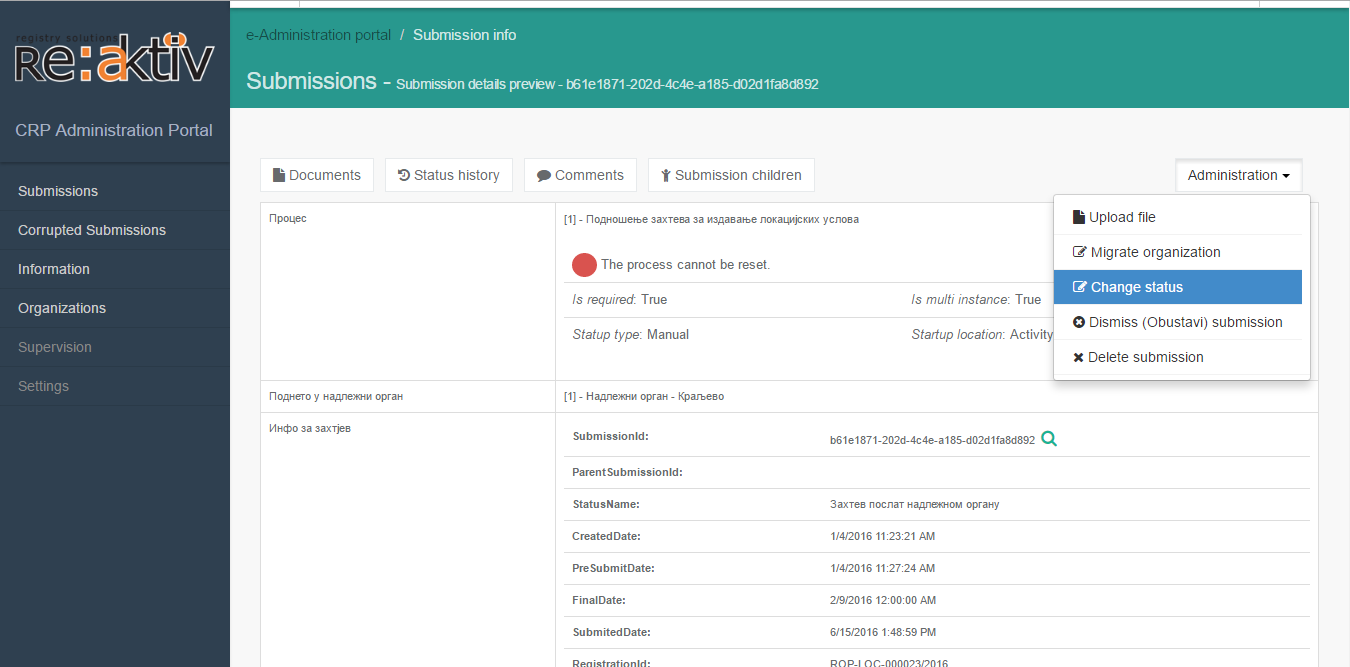 registry solutions
re:aktiv
CRP Administration Portal
Submissions
Corrupted Submissions
Information
Organizations
Supervision
Settings
e-Administration portal / Submission info
Submissions - Submission details preview - b61e1871-202d-4c4e-a185-d02d1fa8d892
Documents
Status history
Comments
Submission children
Administration
Upload file
Migrate organization
Change status
Dismiss (Obustavi) submission
Delete submission
Процес
[1] - Подношење захтева за издавање локацијских услова
The process cannot be reset.
Is required: True
Is multi instance: True
Statup type: Manual
Startup location: Activity
Поднето у надлежни орган
[1] - Надлежни орган - Краљево
Инфо за захтјев
SubmissionId:
b61e1871-202d-4c4e-a185-d02d1fa8d892
ParentSubmissionId:
StatusName:
Захтев послат надлежном органу
CreatedDate:
1/4/2016 11:23:21 AM
PreSubmitDate:
1/4/2016 11:27:24 AM
FinalDate:
2/9/2016 12:00:00 AM
SubmitedDate:
6/15/2016 1:48:59 PM
RegistrationId:
ROP-LOC-000023/2016